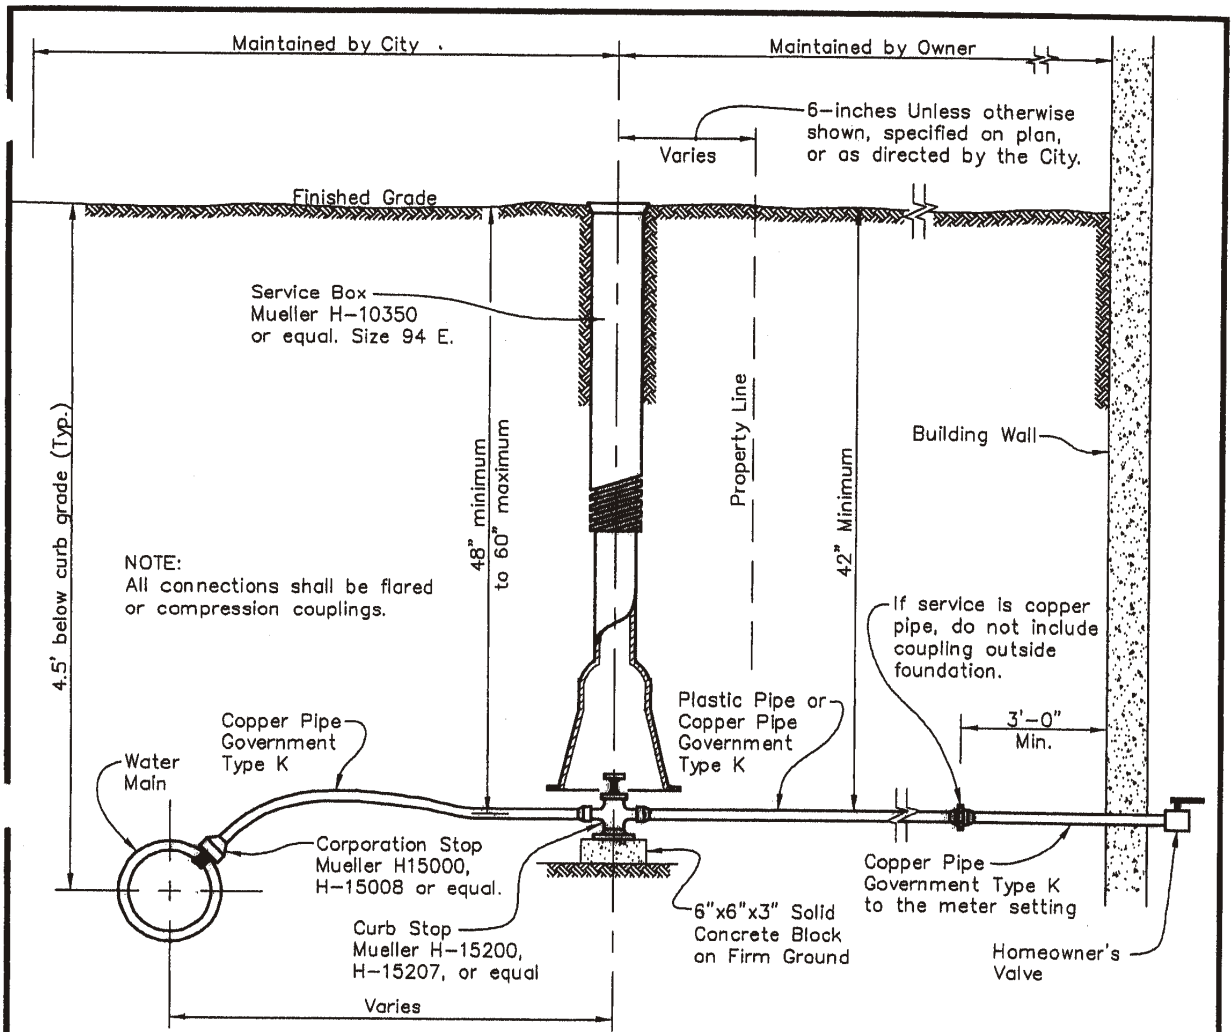 Maintained by City
Maintained by Owner
6-inches Unless otherwise
shown, specified on plan,
or as directed by the City.
Varies
Finished Grade
Service Box
Mueller H-10350
or equal. Size 94 E.
4.5' below curb grade (Typ.)
48" minimum
to 60" maximum
Property Line
42" Minimum
Building Wall
NOTE:
All connections shall be flared
or compression couplings.
If service is copper
pipe, do not include
coupling outside
foundation.
3'-0"
Min.
Plastic Pipe or
Copper Pipe
Government
Type K
Copper Pipe
Government
Type K
Water
Main
Corporation Stop
Mueller H15000,
H-15008 or equal.
Copper Pipe
Government Type K
to the meter setting
Curb Stop
Mueller H-15200,
H-15207, or equal
6"x6"x3" Solid
Concrete Block
on Firm Ground
Homeowner's
Valve
Varies